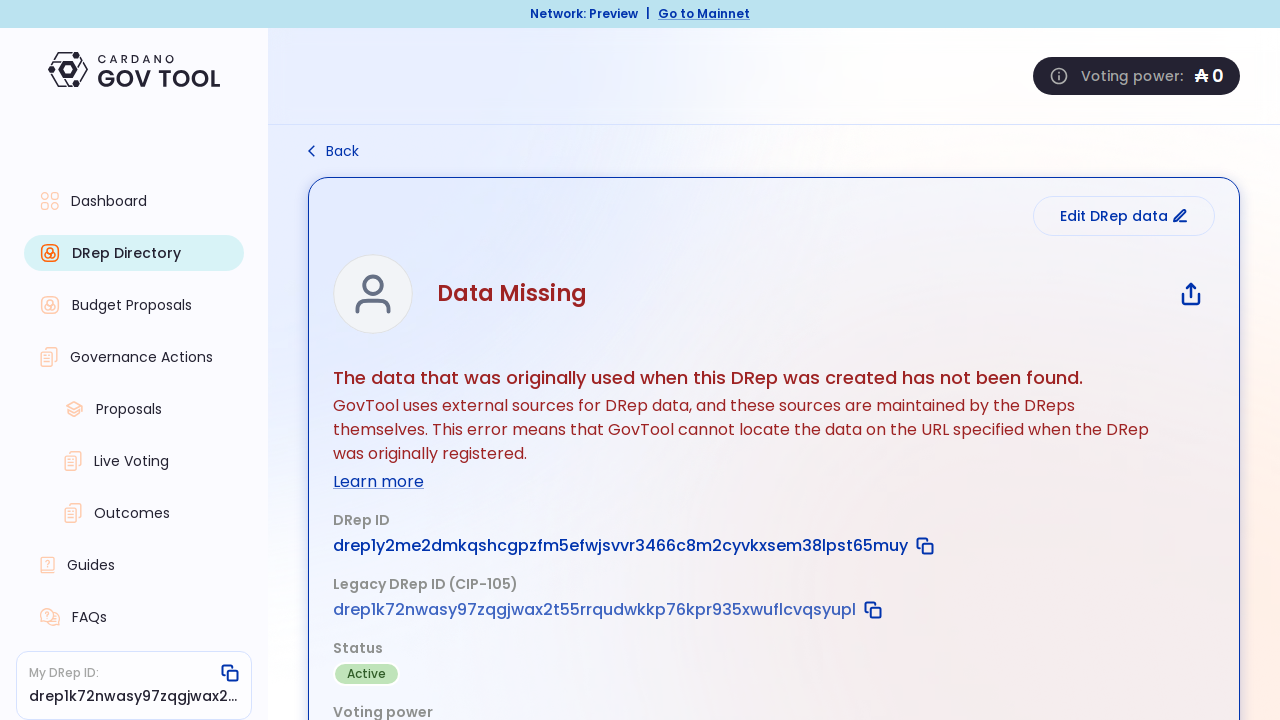 Network: Preview | Go to Mainnet
CARDANO
GOV TOOL
Voting power: ₳ 0
Back
Dashboard
DRep Directory
Budget Proposals
Governance Actions
Proposals
Live Voting
Outcomes
Guides
FAQs
My DRep ID:
drep1k72nwasy97zqgjwax2...
Edit DRep data
Data Missing
The data that was originally used when this DRep was created has not been found.
GovTool uses external sources for DRep data, and these sources are maintained by the DReps
themselves. This error means that GovTool cannot locate the data on the URL specified when the DRep
was originally registered.
Learn more
DRep ID
drep1y2me2dmkqshcgpzfm5efwjsvvr3466c8m2cyvkxsem38lpst65muy
Legacy DRep ID (CIP-105)
drep1k72nwasy97zqgjwax2t55rrqudwkkp76kpr935xwuflcvqsyupl
Status
Active
Voting power